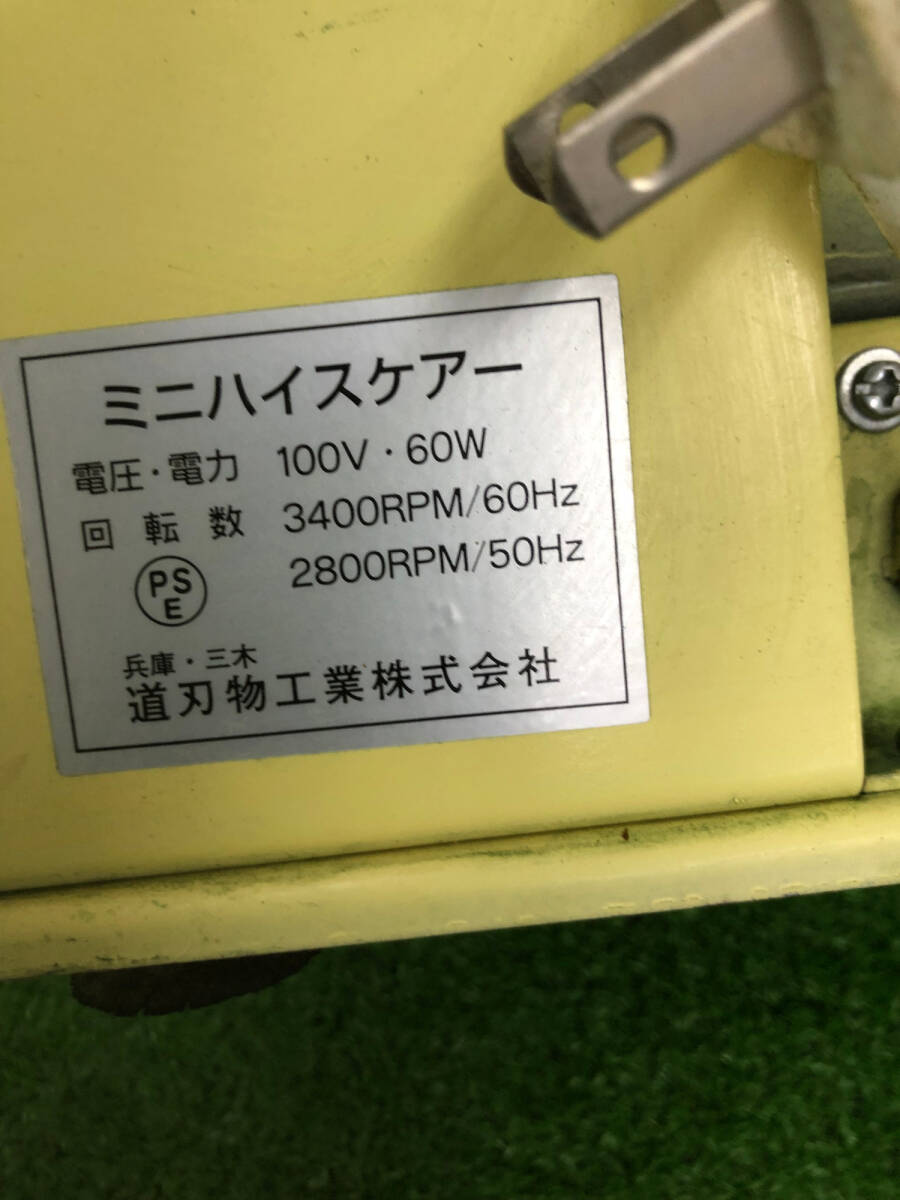 ミニハイスケアー
電圧・電力 100V・60W
回転数 3400RPM/60Hz
PSE 2800RPM/50Hz
兵庫・三木
道刃物工業株式会社